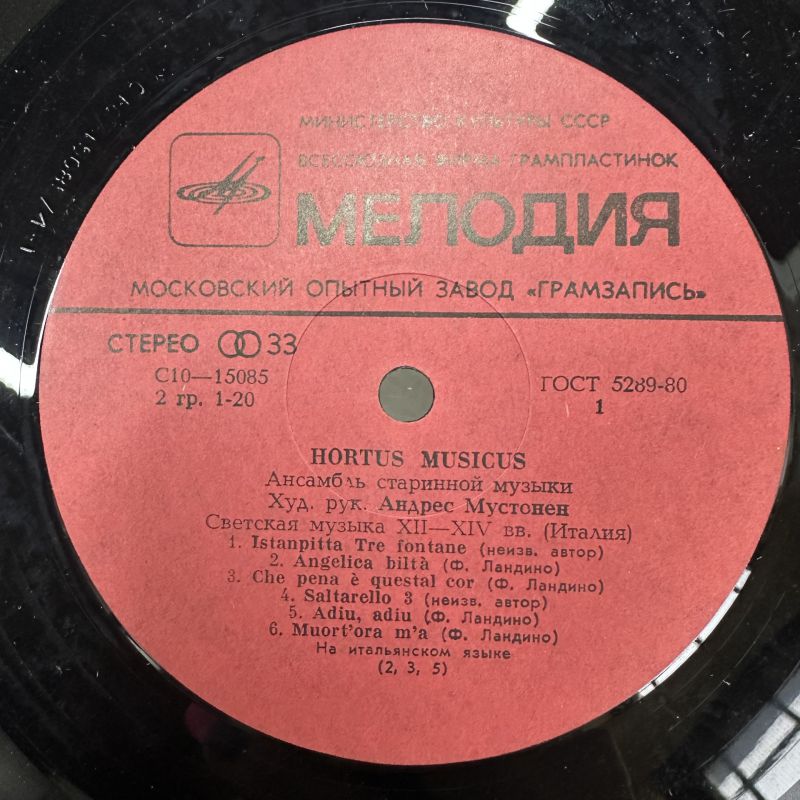 МИНИСТЕРСТВО КУЛЬТУРЫ СССР
ВСЕСОЮЗНАЯ ФИРМА ГРАМПЛАСТИНОК
МЕЛОДИЯ
МОСКОВСКИЙ ОПЫТНЫЙ ЗАВОД «ГРАМЗАПИСЬ»
СТЕРЕО 33
С10—15085
2 гр. 1-20
ГОСТ 5289-80
1
HORTUS MUSICUS
Ансамбль старинной музыки
Худ. рук. Андрес Мустонен
Светская музыка XII—XIV вв. (Италия)
1. Istanpitta Tre fontane (неизв. автор)
2. Angelica biltà (Ф. Ландино)
3. Che pena è questal cor (Ф. Ландино)
4. Saltarello 3 (неизв. автор)
5. Adiu, adiu (Ф. Ландино)
6. Muort'ora m'a (Ф. Ландино)
На итальянском языке
(2, 3, 5)